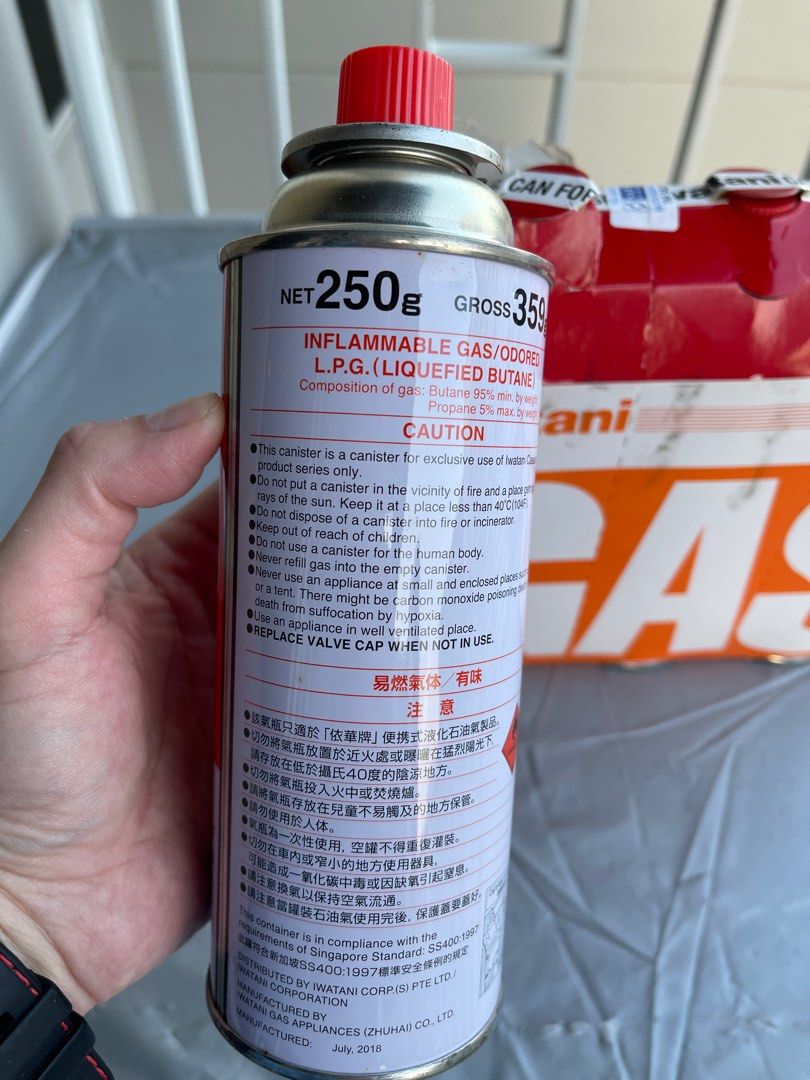 CAN FOR
ani
NET 250g GROSS 359
INFLAMMABLE GAS/ODORED
L.P.G. (LIQUEFIED BUTANE)
Composition of gas: Butane 95% min. by weight
Propane 5% max. by weight
CAUTION
●This canister is a canister for exclusive use of Iwatani
product series only.
●Do not put a canister in the vicinity of fire and a place
rays of the sun. Keep it at a place less than 40°C(104F)
●Do not dispose of a canister into fire or incinerator.
●Keep out of reach of children.
●Do not use a canister for the human body.
●Never refill gas into the empty canister.
●Never use an appliance at small and enclosed places
or a tent. There might be carbon monoxide poisoning
death from suffocation by hypoxia.
●Use an appliance in well ventilated place.
●REPLACE VALVE CAP WHEN NOT IN USE.
易燃氣体/有味
注 意
●該氣瓶只適於「依華牌」便携式液化石油氣製品。
●切勿將氣瓶放置於近火處或曝曬在猛烈陽光下,
請存放在低於攝氏40度的陰涼地方。
●切勿將氣瓶投入火中或焚燒爐。
●請將氣瓶存放在兒童不易觸及的地方保管。
●請勿使用於人体。
●氣瓶為一次性使用, 空罐不得重復灌裝。
●切勿在車内或窄小的地方使用器具,
可能造成一氧化碳中毒或因缺氧引起窒息。
●請注意換氣以保持空氣流通。
●請注意當罐裝石油氣使用完後, 保護蓋要蓋好。
This container is in compliance with the
requirements of Singapore Standard: SS400:1997
此罐符合新加坡SS400:1997標準安全條例的規定
DISTRIBUTED BY IWATANI CORP.(S) PTE LTD./
IWATANI CORPORATION
MANUFACTURED BY
IWATANI GAS APPLIANCES (ZHUHAI) CO., LTD.
MANUFACTURED: July, 2018
ani
GAS